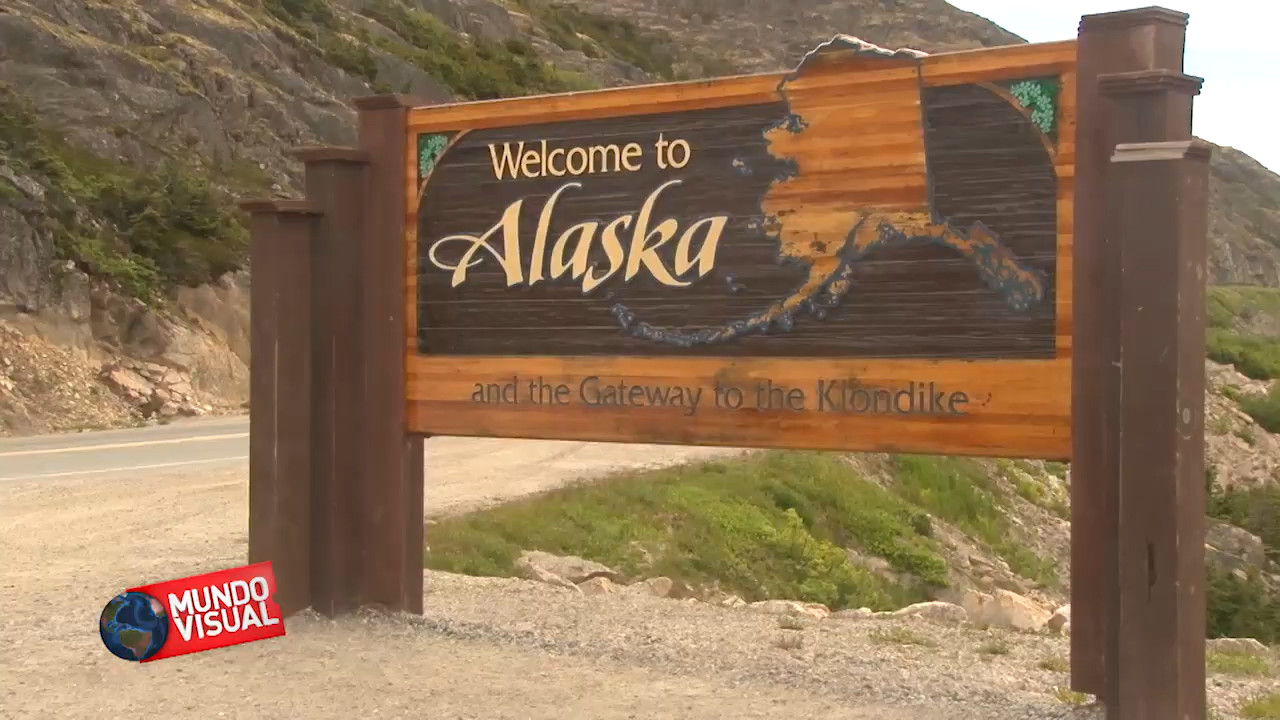 Welcome to
Alaska
and the Gateway to the Klondike
MUNDO
VISUAL